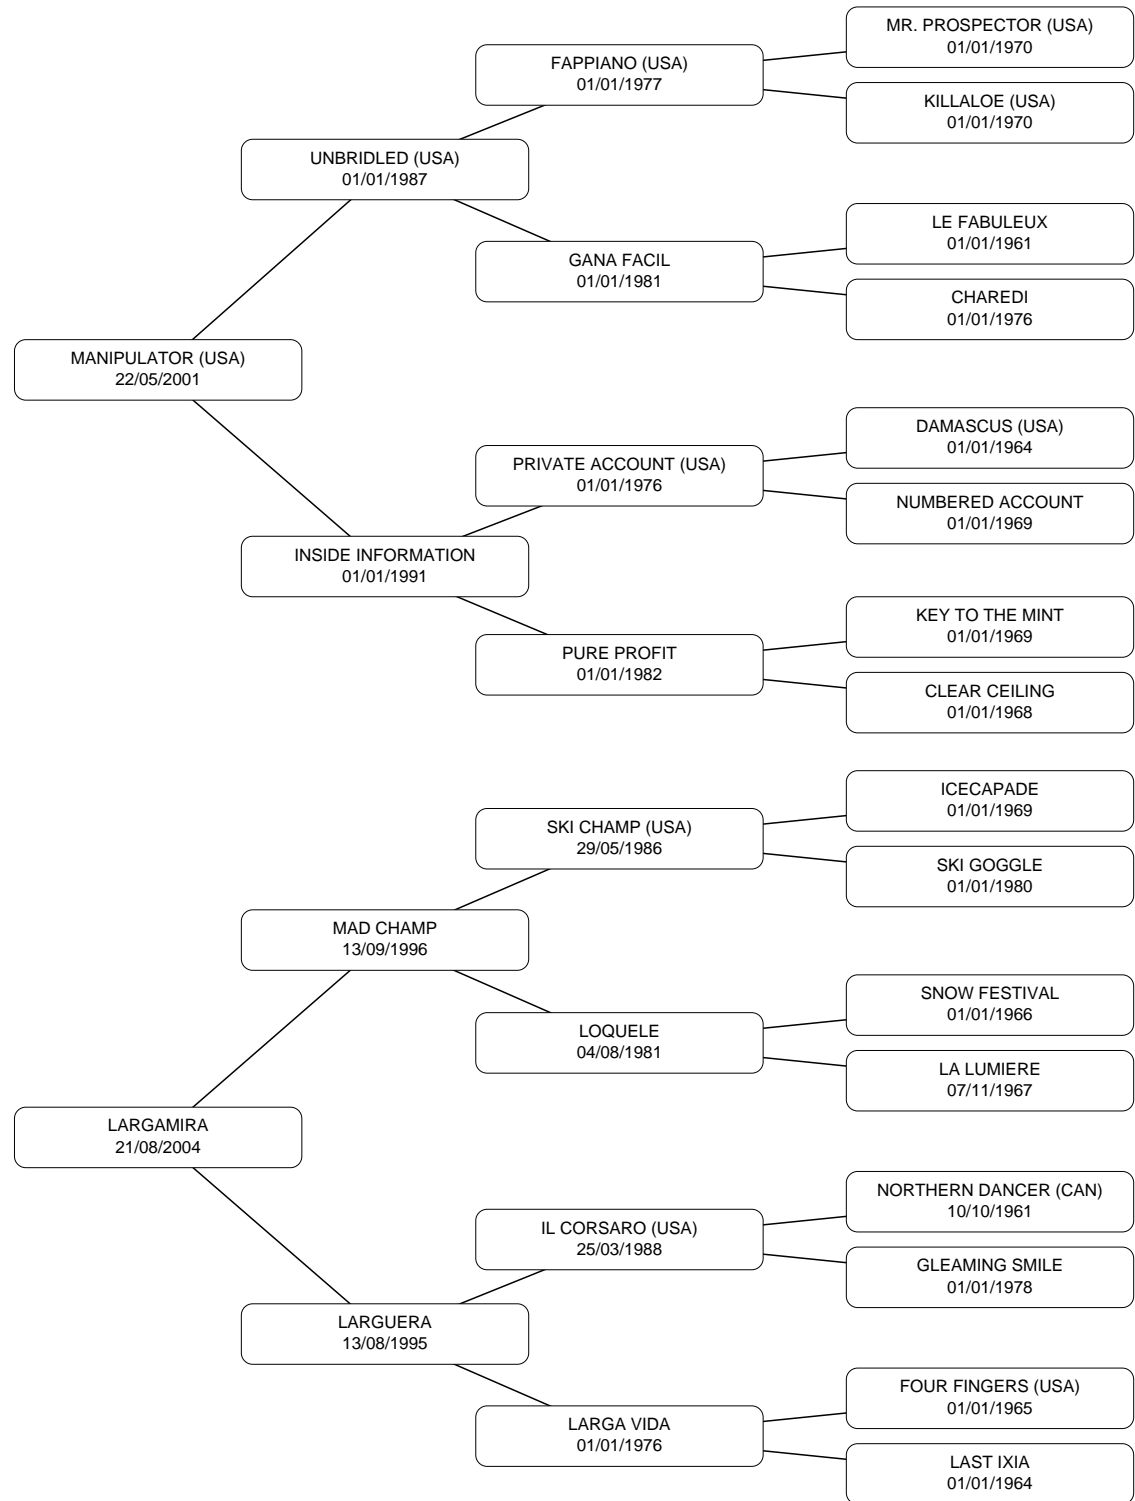 MR. PROSPECTOR (USA)
01/01/1970
FAPPIANO (USA)
01/01/1977
KILLALOE (USA)
01/01/1970
UNBRIDLED (USA)
01/01/1987
LE FABULEUX
01/01/1961
GANA FACIL
01/01/1981
CHAREDI
01/01/1976
MANIPULATOR (USA)
22/05/2001
DAMASCUS (USA)
01/01/1964
PRIVATE ACCOUNT (USA)
01/01/1976
NUMBERED ACCOUNT
01/01/1969
INSIDE INFORMATION
01/01/1991
KEY TO THE MINT
01/01/1969
PURE PROFIT
01/01/1982
CLEAR CEILING
01/01/1968
ICECAPADE
01/01/1969
SKI CHAMP (USA)
29/05/1986
SKI GOGGLE
01/01/1980
MAD CHAMP
13/09/1996
SNOW FESTIVAL
01/01/1966
LOQUELE
04/08/1981
LA LUMIERE
07/11/1967
LARGAMIRA
21/08/2004
NORTHERN DANCER (CAN)
10/10/1961
IL CORSARO (USA)
25/03/1988
GLEAMING SMILE
01/01/1978
LARGUERA
13/08/1995
FOUR FINGERS (USA)
01/01/1965
LARGA VIDA
01/01/1976
LAST IXIA
01/01/1964